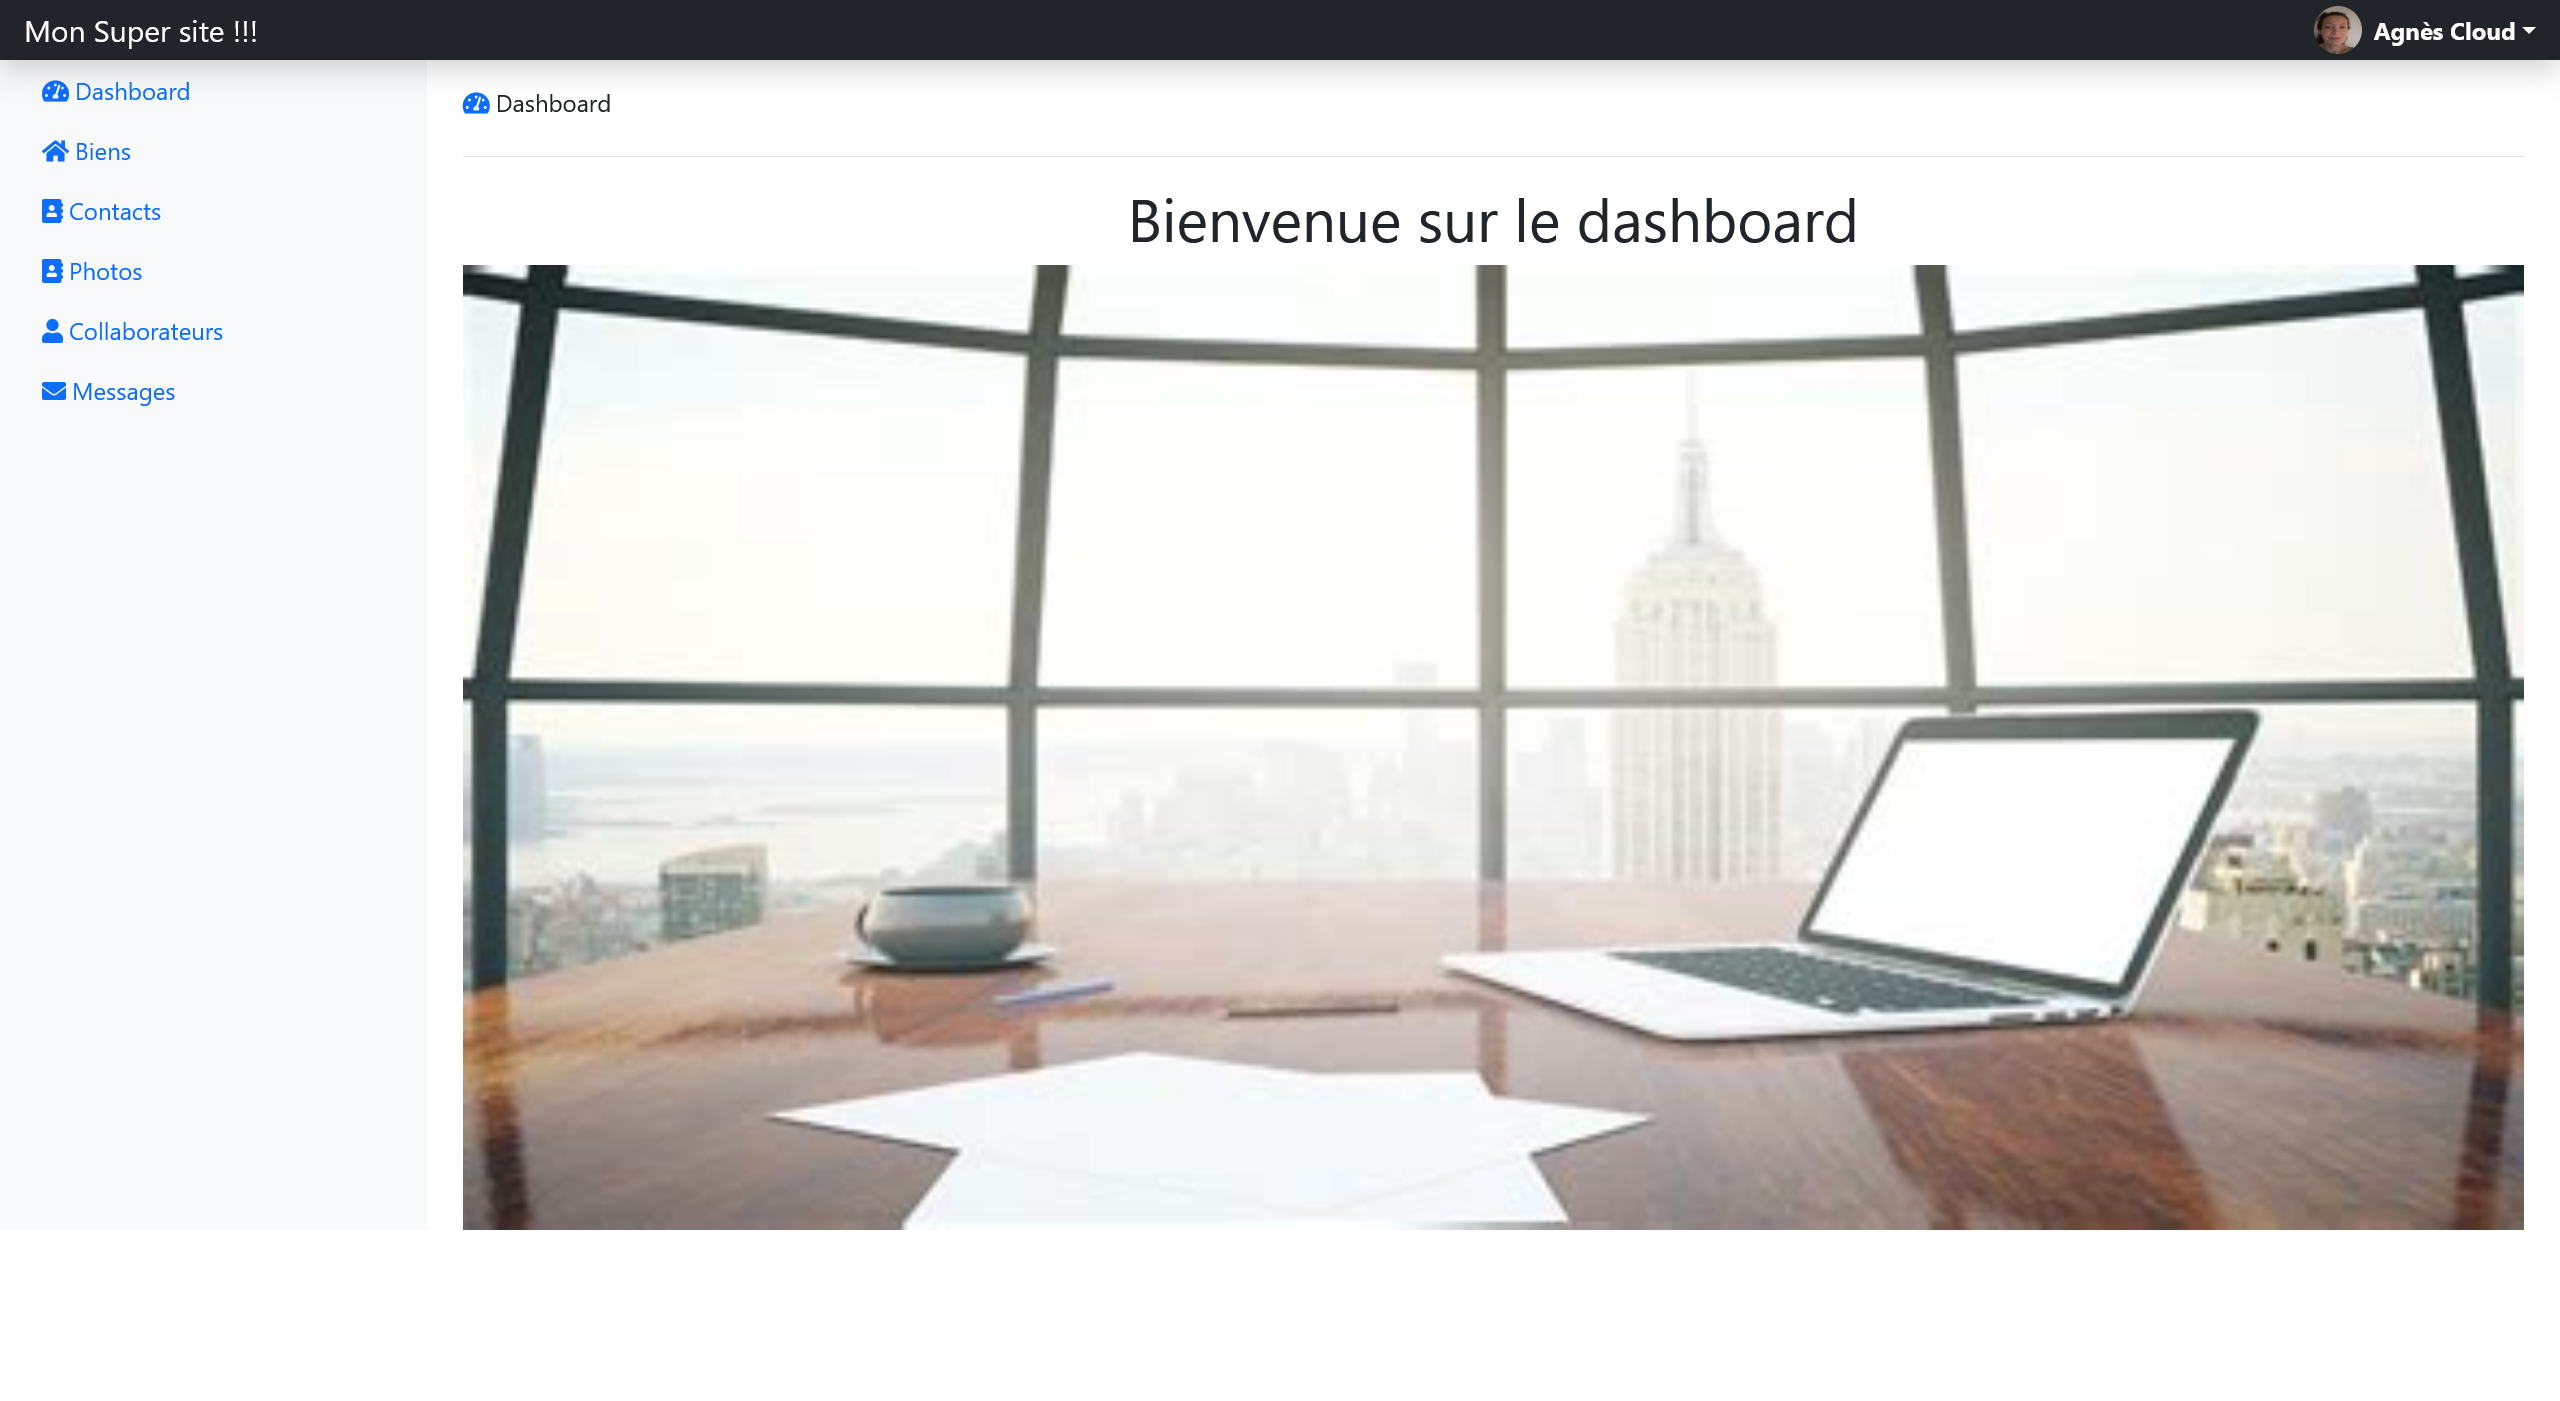 Mon Super site !!!
Agnès Cloud
Dashboard
Biens
Contacts
Photos
Collaborateurs
Messages
Dashboard
Bienvenue sur le dashboard